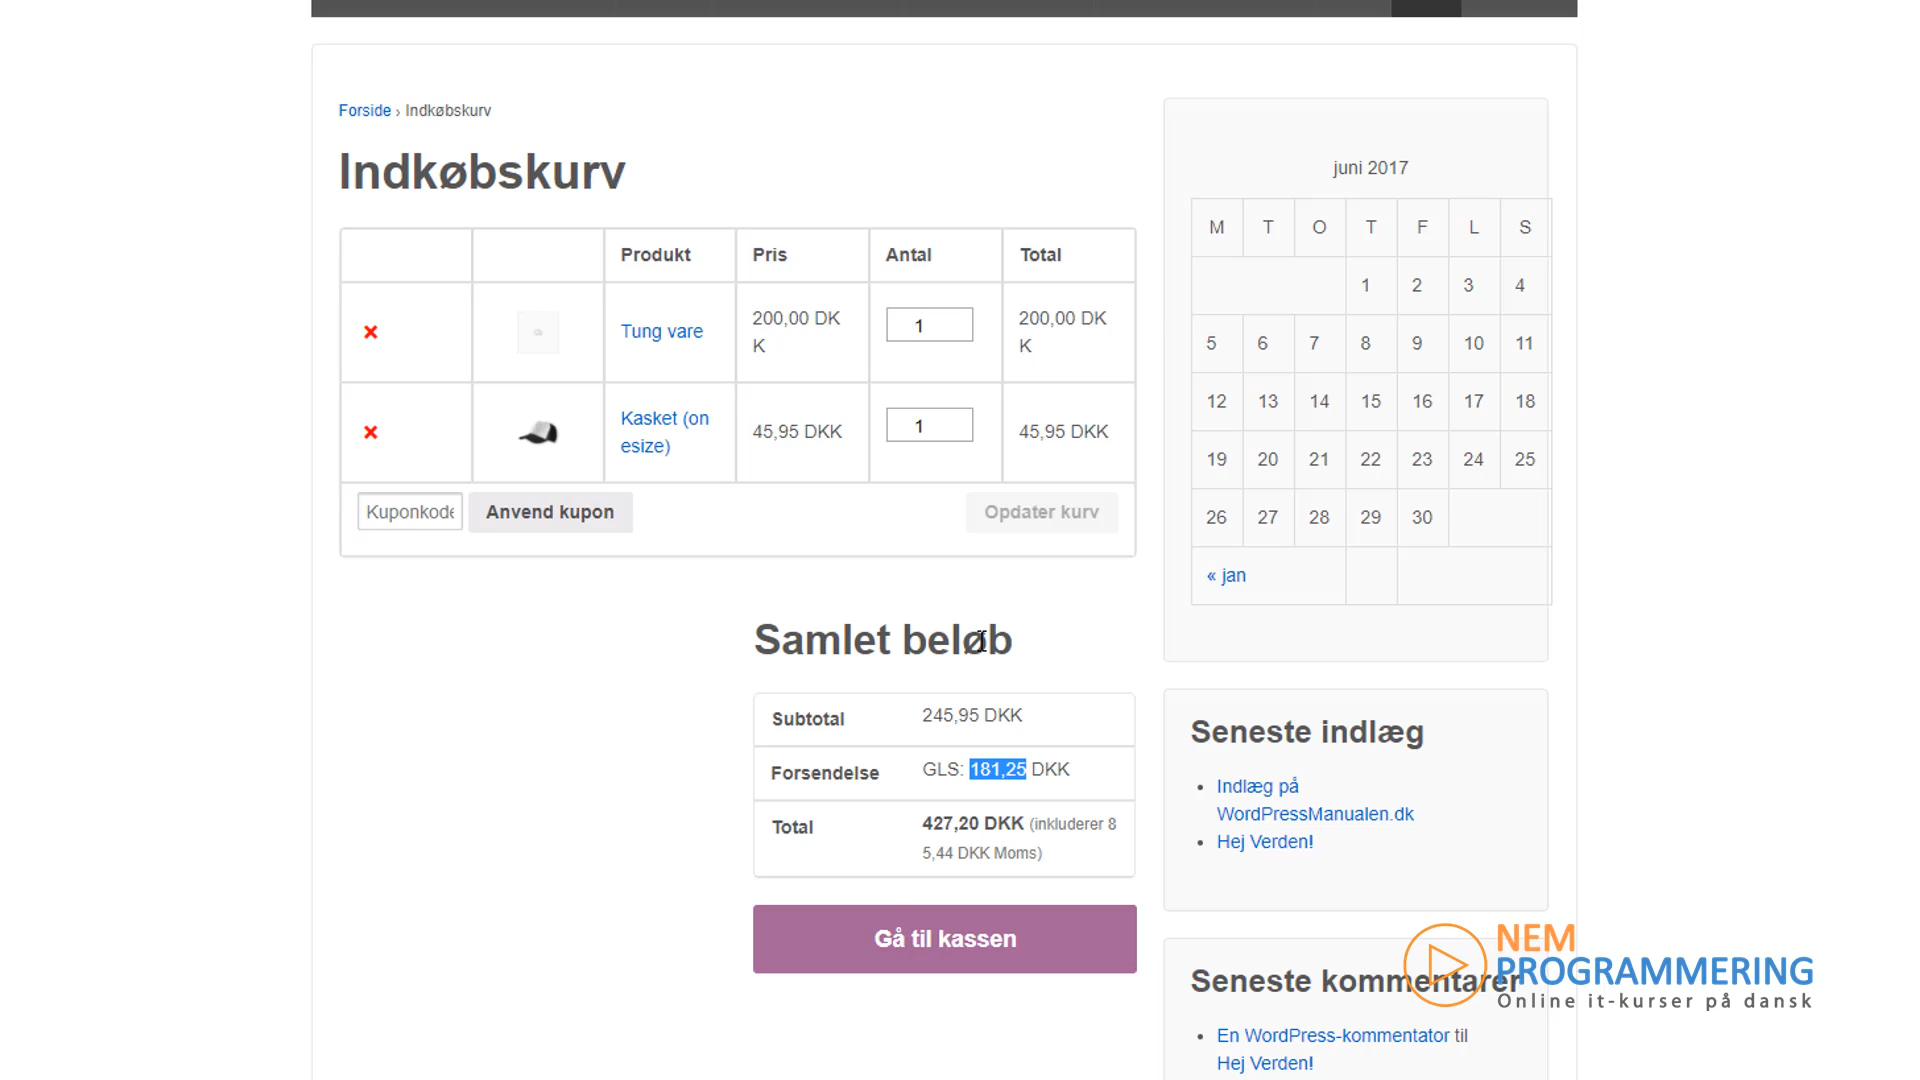 Forside › Indkøbskurv
Indkøbskurv
Produkt Pris Antal Total
Tung vare 200,00 DK
K 1 200,00 DK
K
Kasket (on
esize) 45,95 DKK 1 45,95 DKK
Kuponkode Anvend kupon Opdater kurv
Samlet beløb
Subtotal 245,95 DKK
Forsendelse GLS: 181,25 DKK
Total 427,20 DKK (inkluderer 8
5,44 DKK Moms)
Gå til kassen
juni 2017
M T O T F L S
1 2 3 4
5 6 7 8 9 10 11
12 13 14 15 16 17 18
19 20 21 22 23 24 25
26 27 28 29 30
« jan
Seneste indlæg
Indlæg på
WordPressManualen.dk
Hej Verden!
Seneste kommentarer
En WordPress-kommentator til
Hej Verden!
NEM
PROGRAMMERING
Online it-kurser på dansk